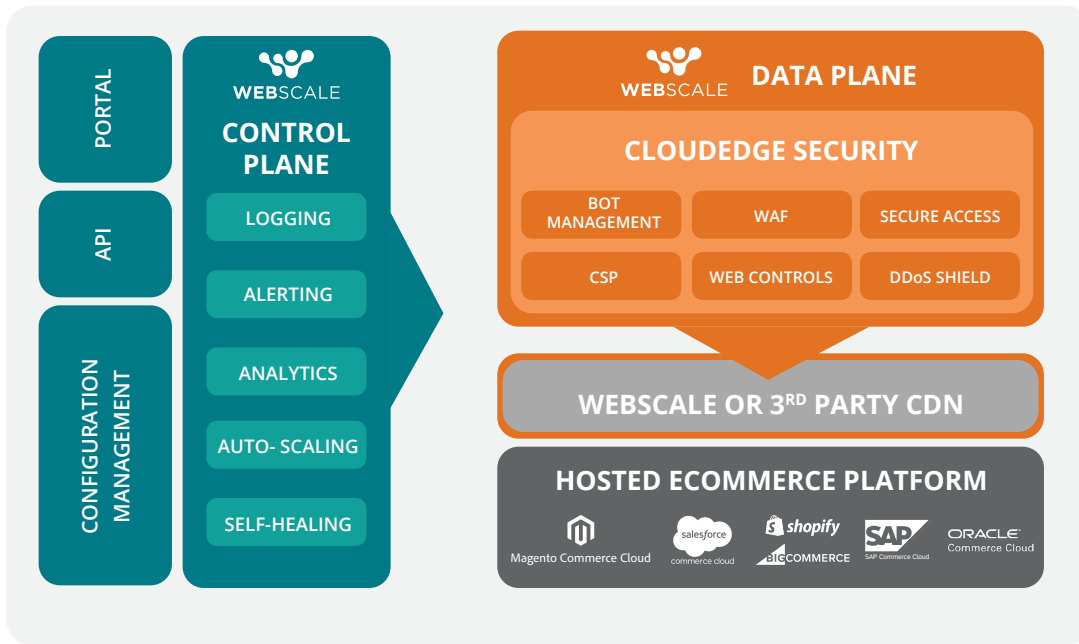 PORTAL
API
CONFIGURATION
MANAGEMENT
WEBSCALE
CONTROL
PLANE
LOGGING
ALERTING
ANALYTICS
AUTO- SCALING
SELF-HEALING
WEBSCALE
DATA PLANE
CLOUDEDGE SECURITY
BOT
MANAGEMENT
WAF
SECURE ACCESS
CSP
WEB CONTROLS
DDoS SHIELD
WEBSCALE OR 3RD PARTY CDN
HOSTED ECOMMERCE PLATFORM
Magento Commerce Cloud
salesforce
commerce cloud
shopify
BIGCOMMERCE
SAP
SAP Commerce Cloud
ORACLE
Commerce Cloud